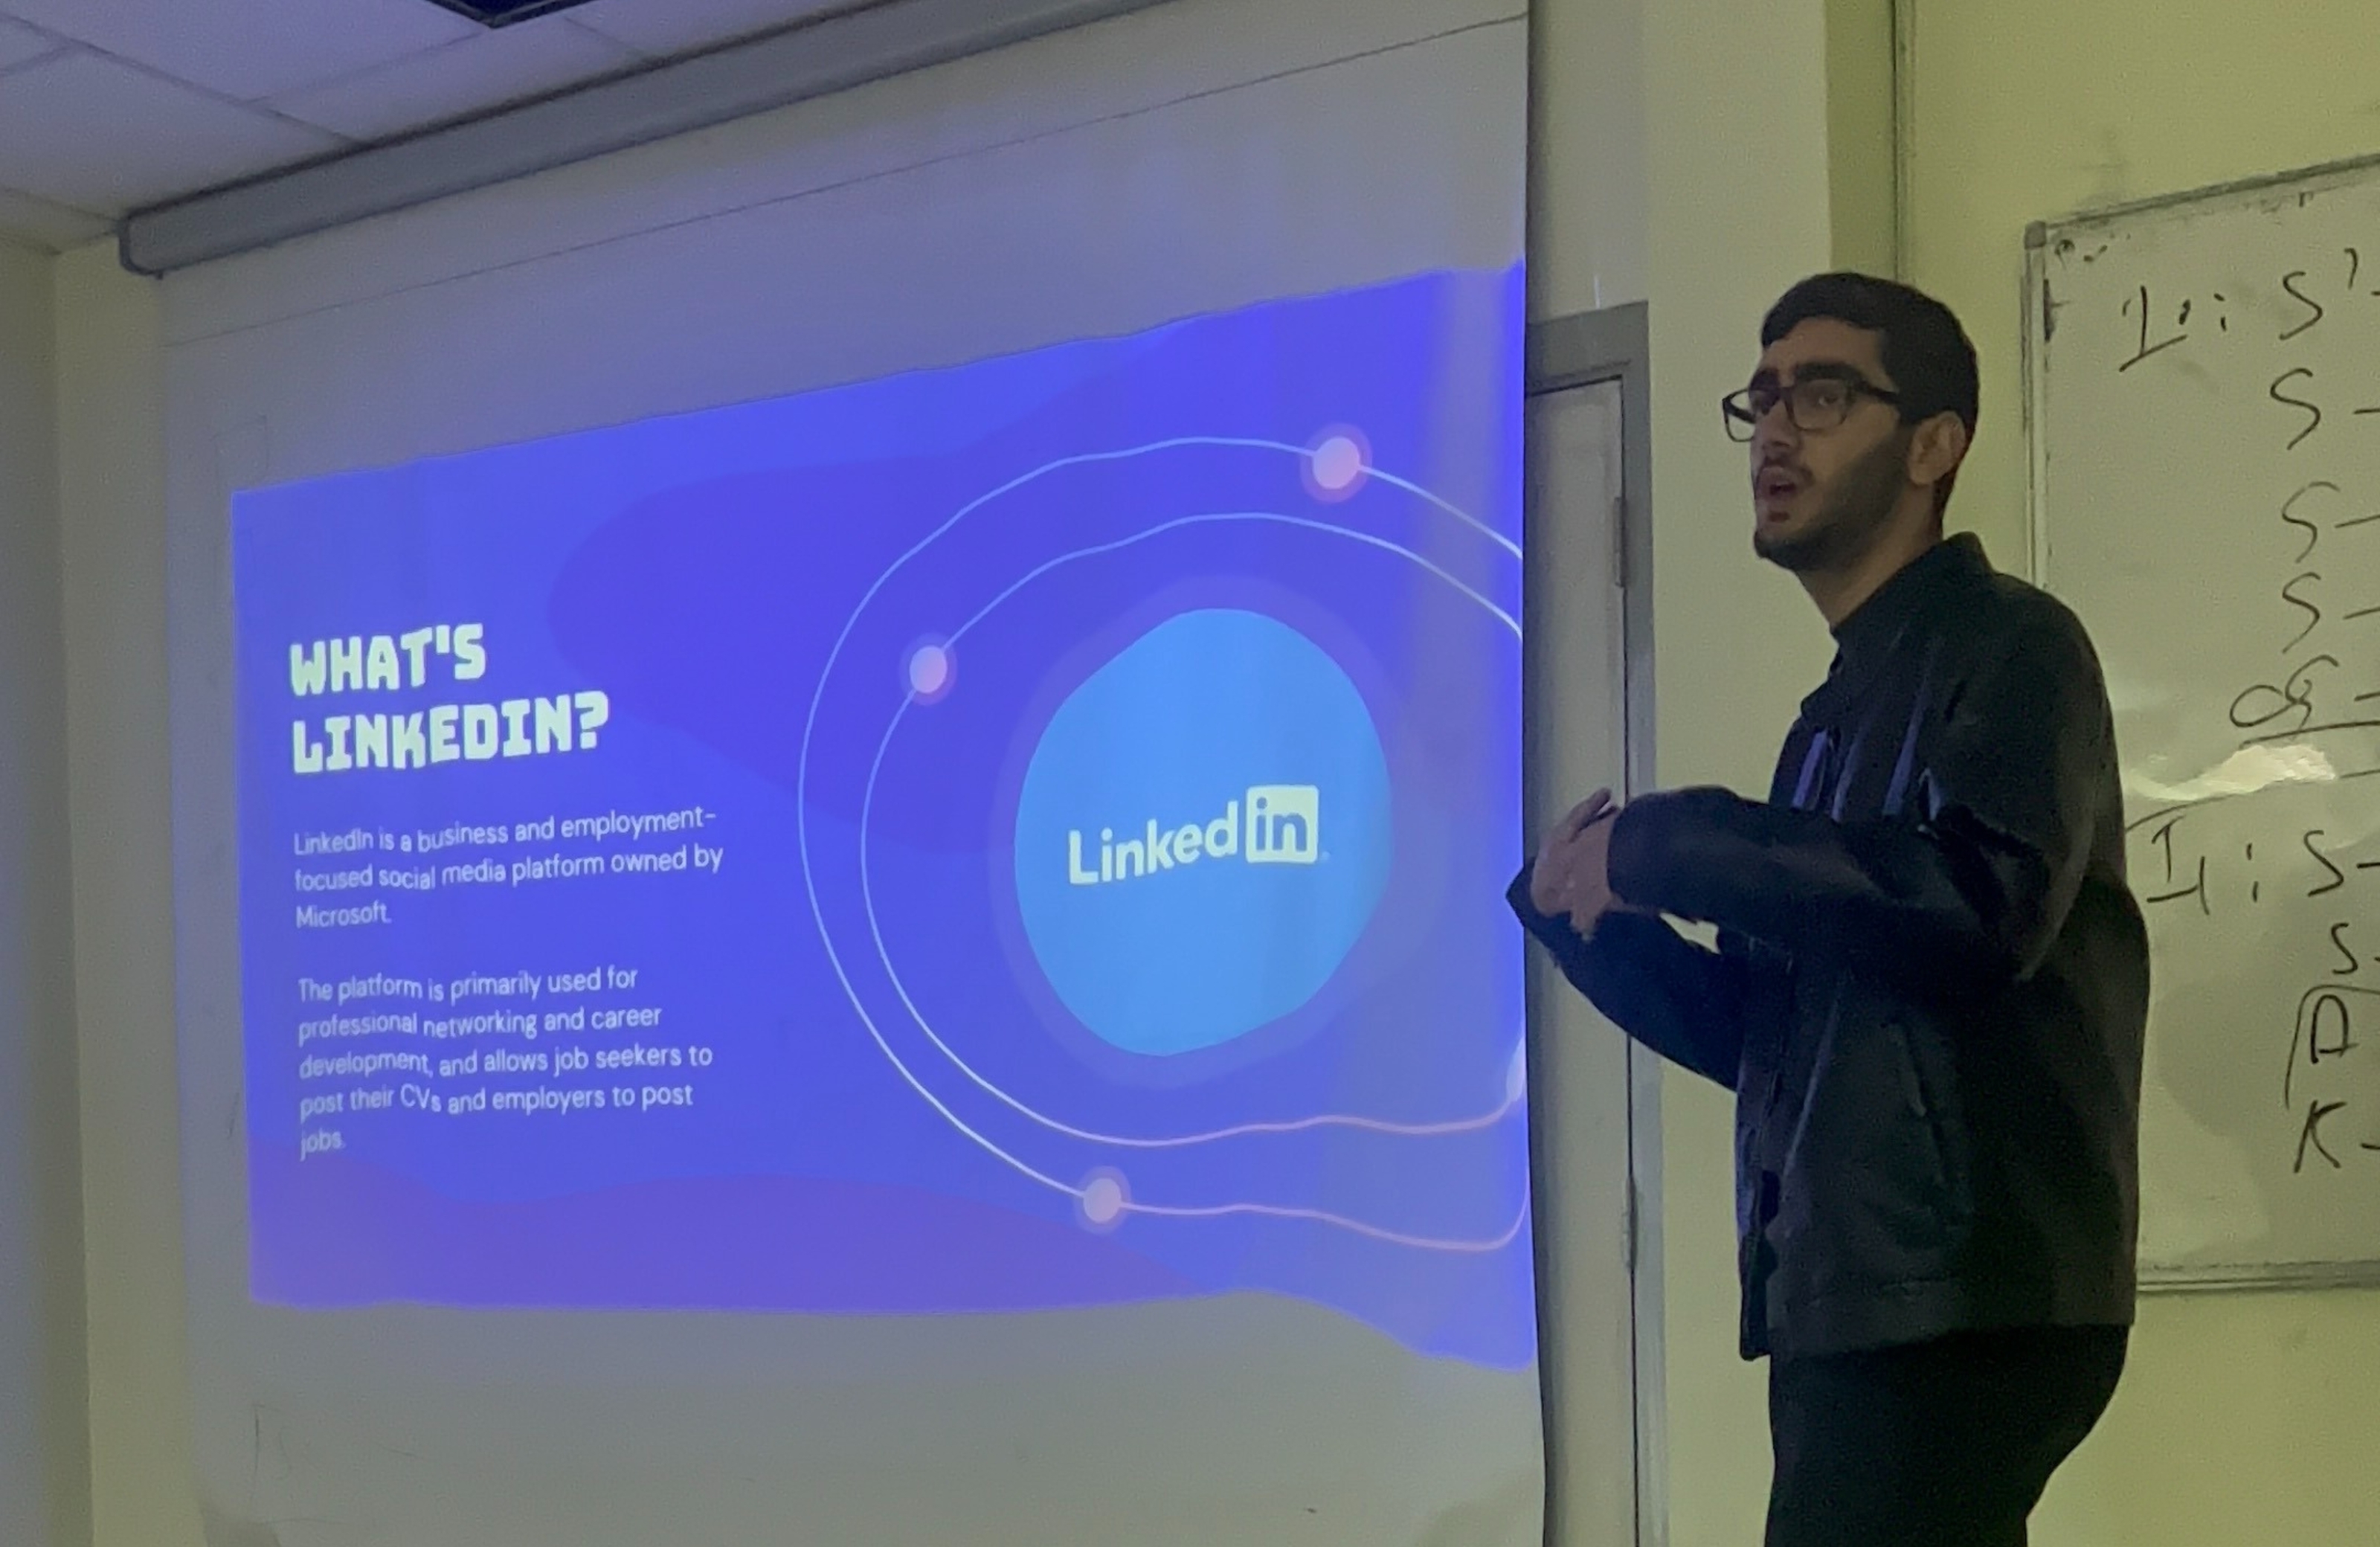 WHAT'S
LINKEDIN?
LinkedIn is a business and employment-
focused social media platform owned by
Microsoft.
The platform is primarily used for
professional networking and career
development, and allows job seekers to
post their CVs and employers to post
jobs.
Linked in
S
S -
S -
S -
S -
S
K -